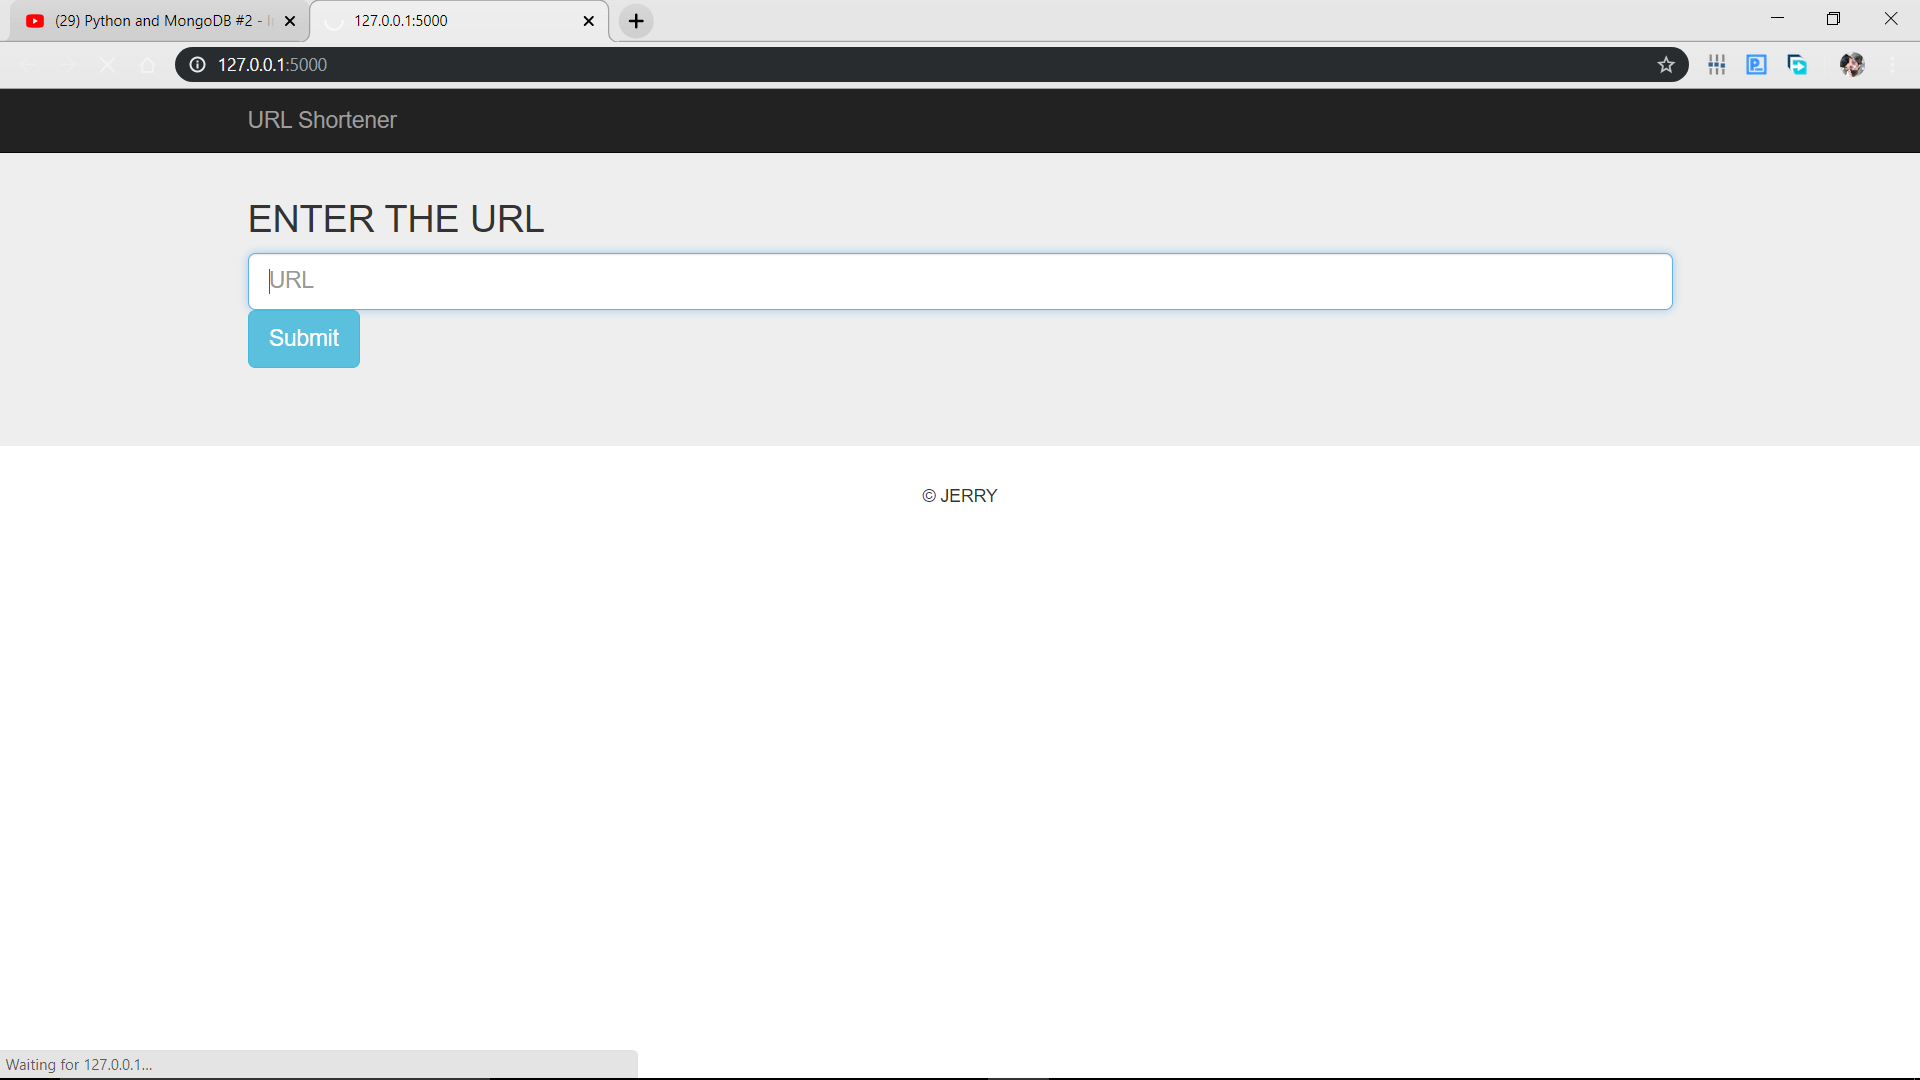 (29) Python and MongoDB #2 -
127.0.0.1:5000
127.0.0.1:5000
URL Shortener
ENTER THE URL
URL
Submit
© JERRY
Waiting for 127.0.0.1...